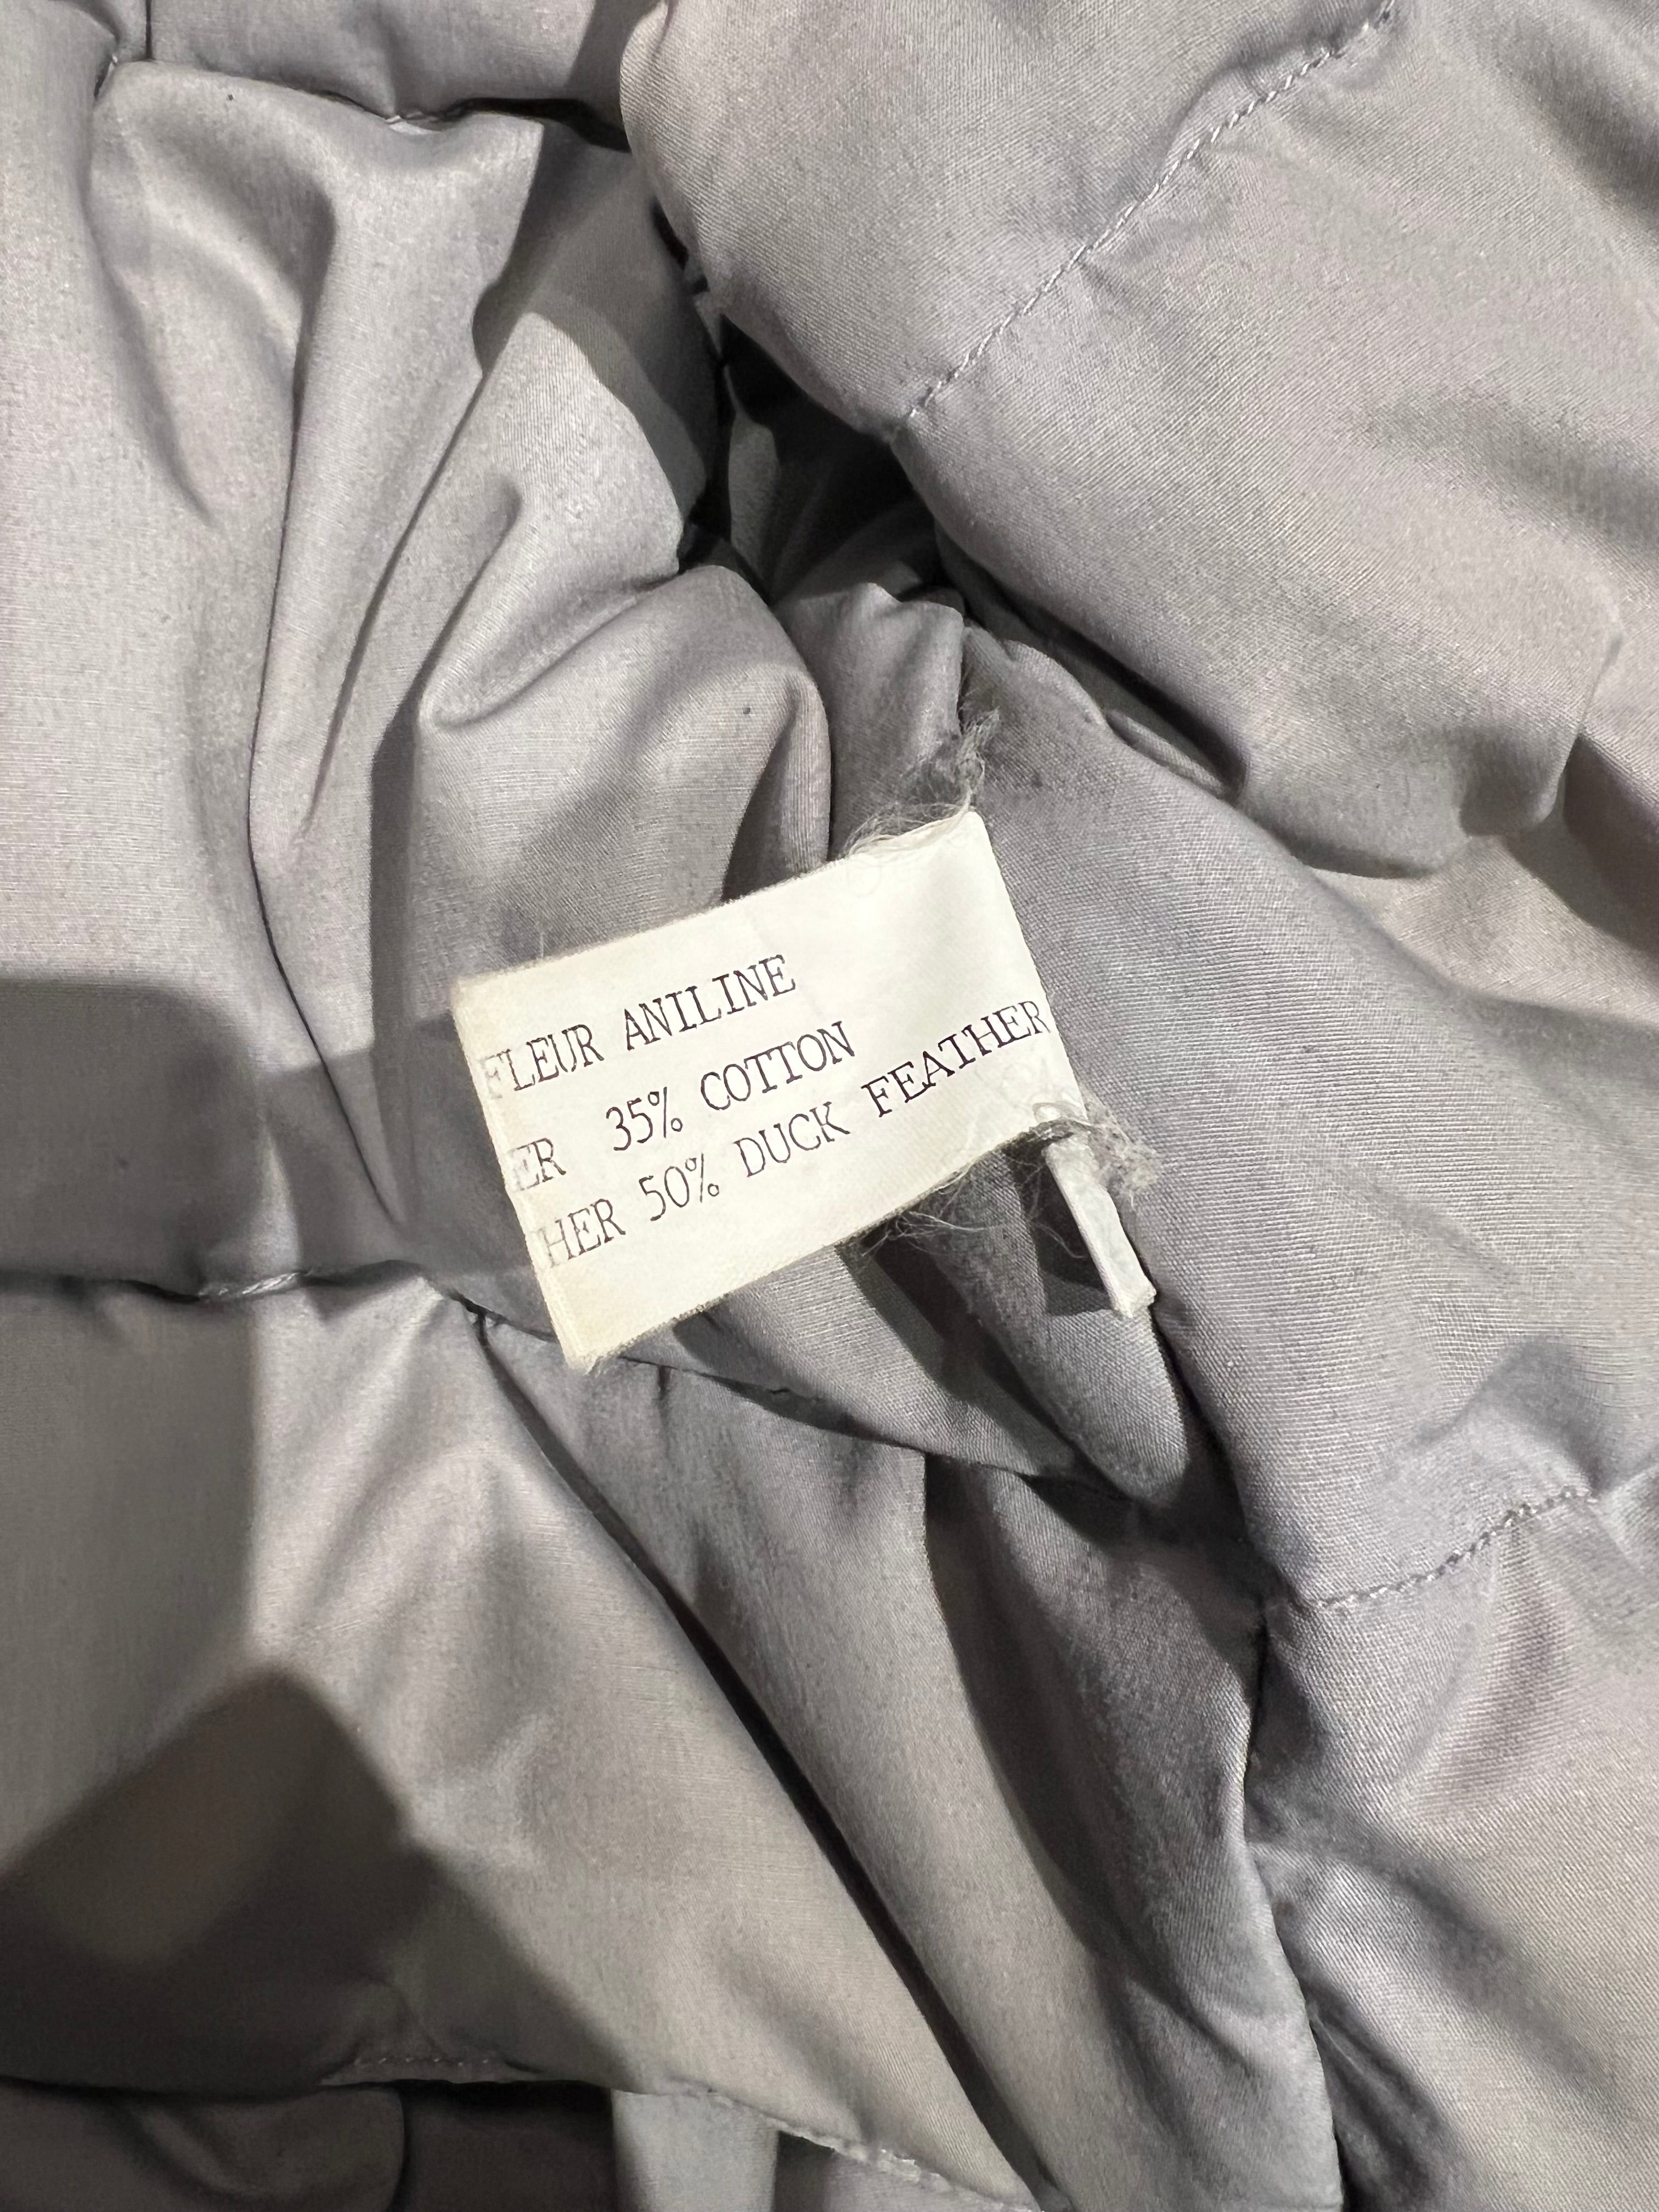 FLEUR ANILINE
ER 35% COTTON
HER 50% DUCK FEATHER